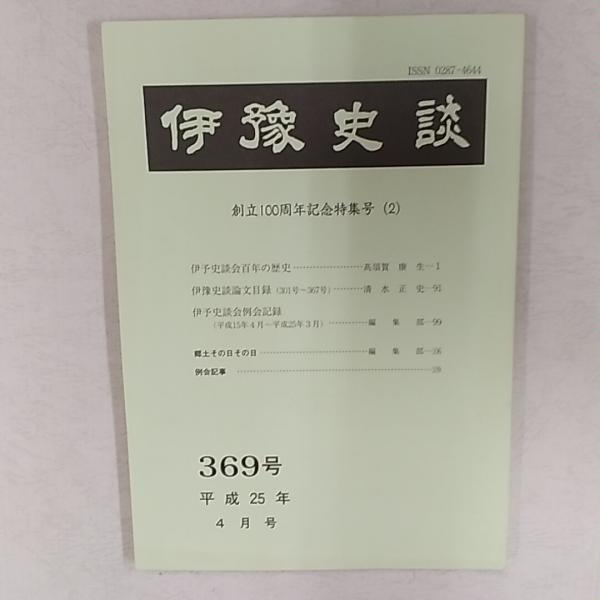 ISSN 0287-4644
伊豫史談
創立100周年記念特集号（2）
伊予史談会百年の歴史…………………高須賀 康 生―1
伊豫史談論文目録（301号～367号）………清 水 正 史―91
伊予史談会例会記録
（平成15年4月～平成25年3月）…………編 集 部―99
郷土その日その日……………………………編 集 部
例会記事
369号
平成 25 年
4 月 号